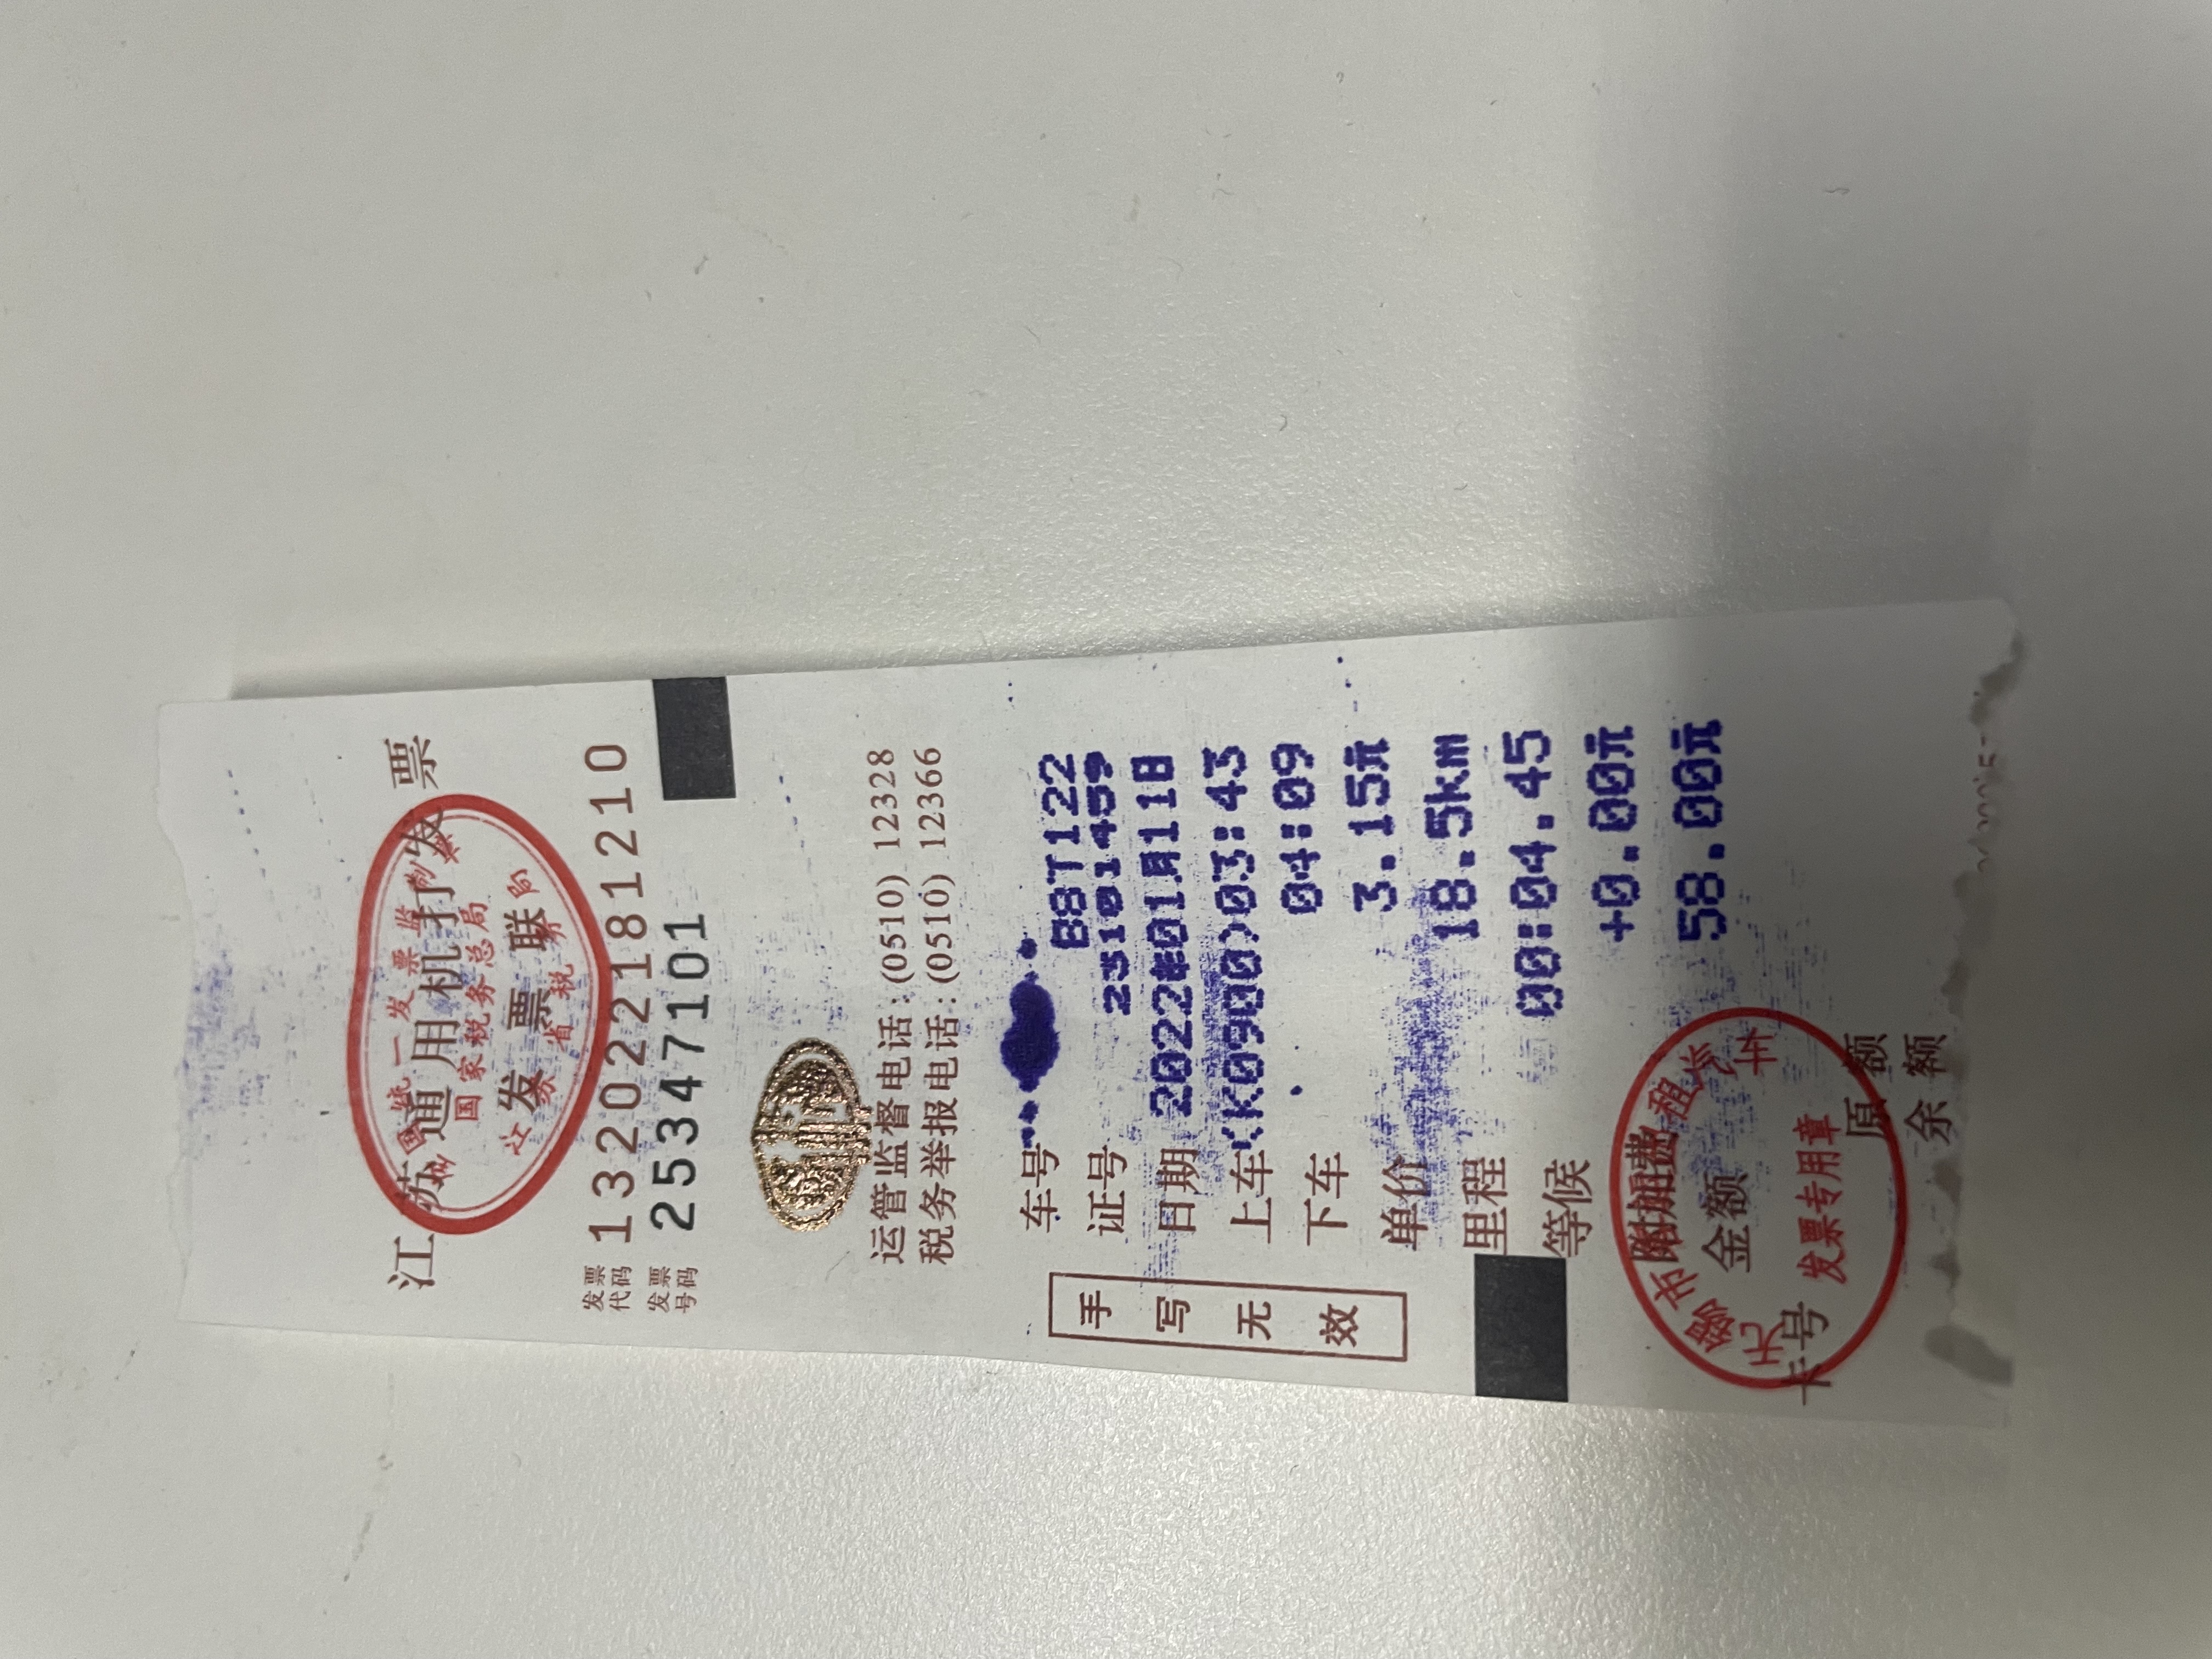 江苏通用机打发票
全国统一发票监制章
国家税务总局
发票联
江苏省税务局
发票代码 132022181210
发票号码 25347101
运管监督电话:(0510) 12328
税务举报电话:(0510) 12366
手写无效
车号 B8T122
证号 23101459
日期 2022年01月11日
上车 (K0900)03:43
下车 04:09
单价 3.15元
里程 18.5km
等候 00:04.45
附加费 +0.00元
金额 58.00元
无锡市 租汽车
卡号
发票专用章
原额
余额